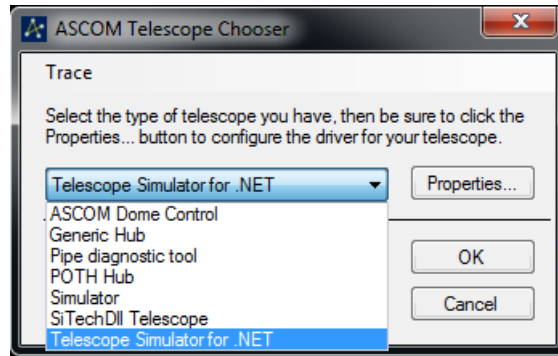 ASCOM Telescope Chooser
Trace
Select the type of telescope you have, then be sure to click the
Properties... button to configure the driver for your telescope.
Telescope Simulator for .NET
Properties...
ASCOM Dome Control
Generic Hub
Pipe diagnostic tool
POTH Hub
Simulator
SiTechDll Telescope
Telescope Simulator for .NET
OK
Cancel